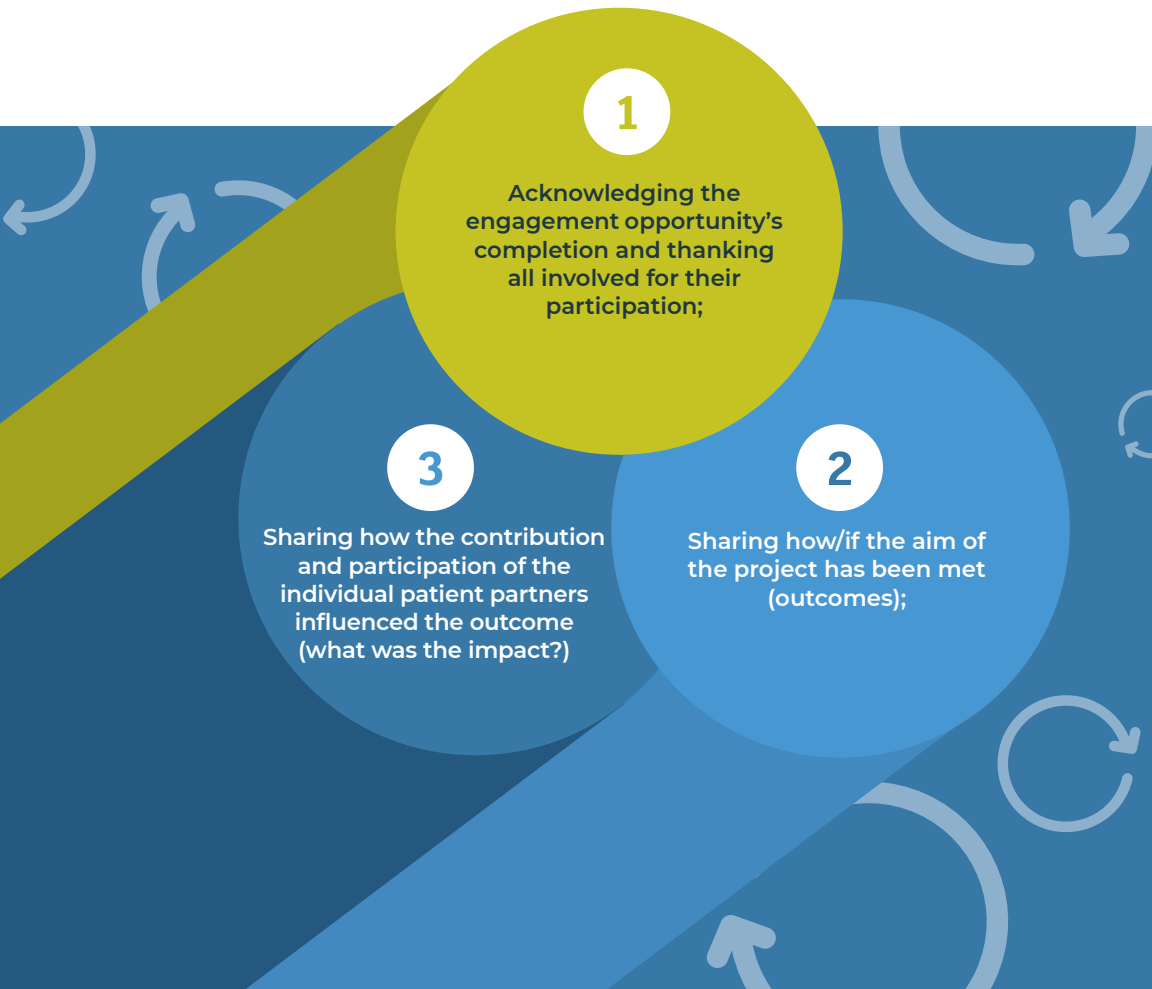 1
Acknowledging the
engagement opportunity’s
completion and thanking
all involved for their
participation;
2
Sharing how/if the aim of
the project has been met
(outcomes);
3
Sharing how the contribution
and participation of the
individual patient partners
influenced the outcome
(what was the impact?)